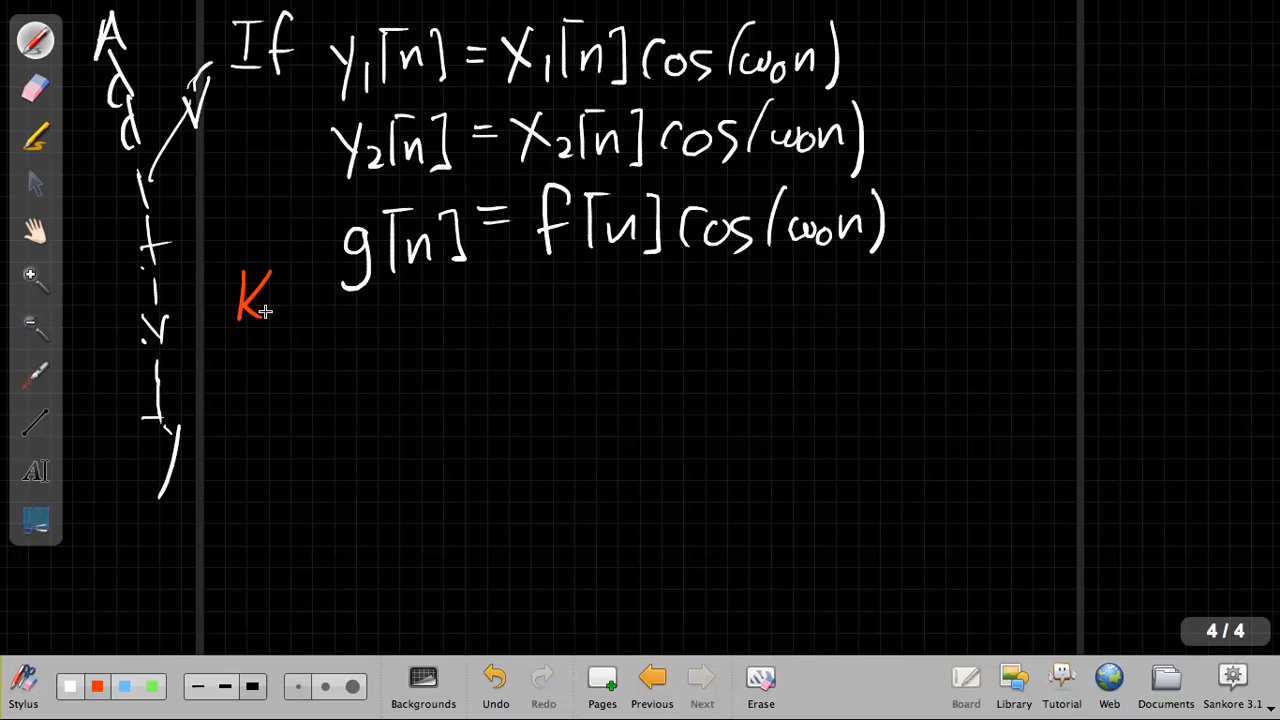 Additivity
If y₁[n] = x₁[n] cos(ω₀n)
y₂[n] = x₂[n] cos(ω₀n)
g[n] = f[n] cos(ω₀n)
K
4 / 4
Stylus
Backgrounds
Undo
Redo
Pages
Previous
Next
Erase
Board
Library
Tutorial
Web
Documents
Sankore 3.1